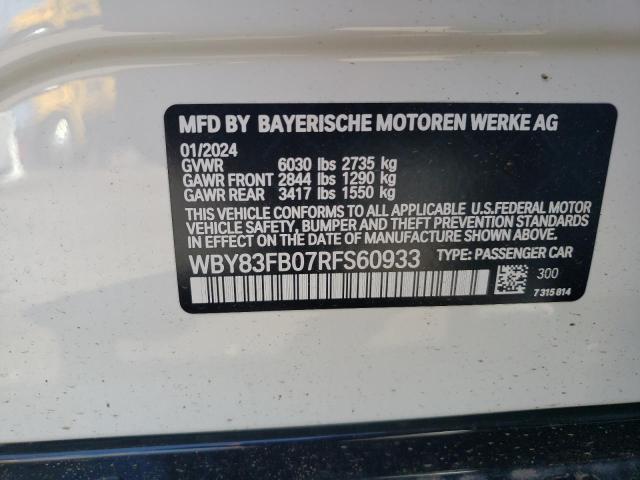 MFD BY BAYERISCHE MOTOREN WERKE AG
01/2024
GVWR 6030 lbs 2735 kg
GAWR FRONT 2844 lbs 1290 kg
GAWR REAR 3417 lbs 1550 kg
THIS VEHICLE CONFORMS TO ALL APPLICABLE U.S.FEDERAL MOTOR
VEHICLE SAFETY, BUMPER, AND THEFT PREVENTION STANDARDS
IN EFFECT ON THE DATE OF MANUFACTURE SHOWN ABOVE.
WBY83FB07RFS60933 TYPE: PASSENGER CAR
300
7315814